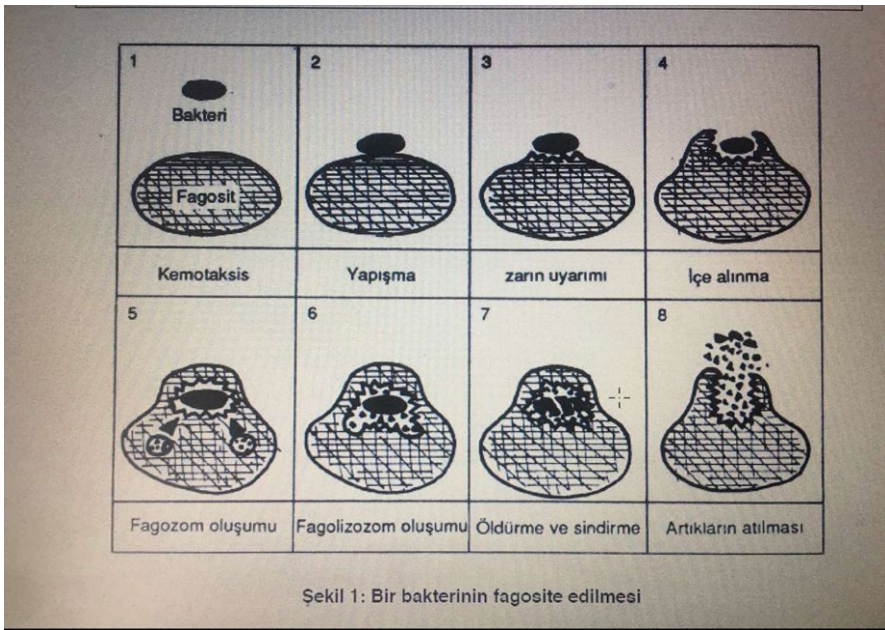 1
Bakteri
Fagosit
Kemotaksis
2
Yapışma
3
zarın uyarımı
4
İçe alınma
5
Fagozom oluşumu
6
Fagolizozom oluşumu
7
Öldürme ve sindirme
8
Artıkların atılması
Şekil 1: Bir bakterinin fagosite edilmesi